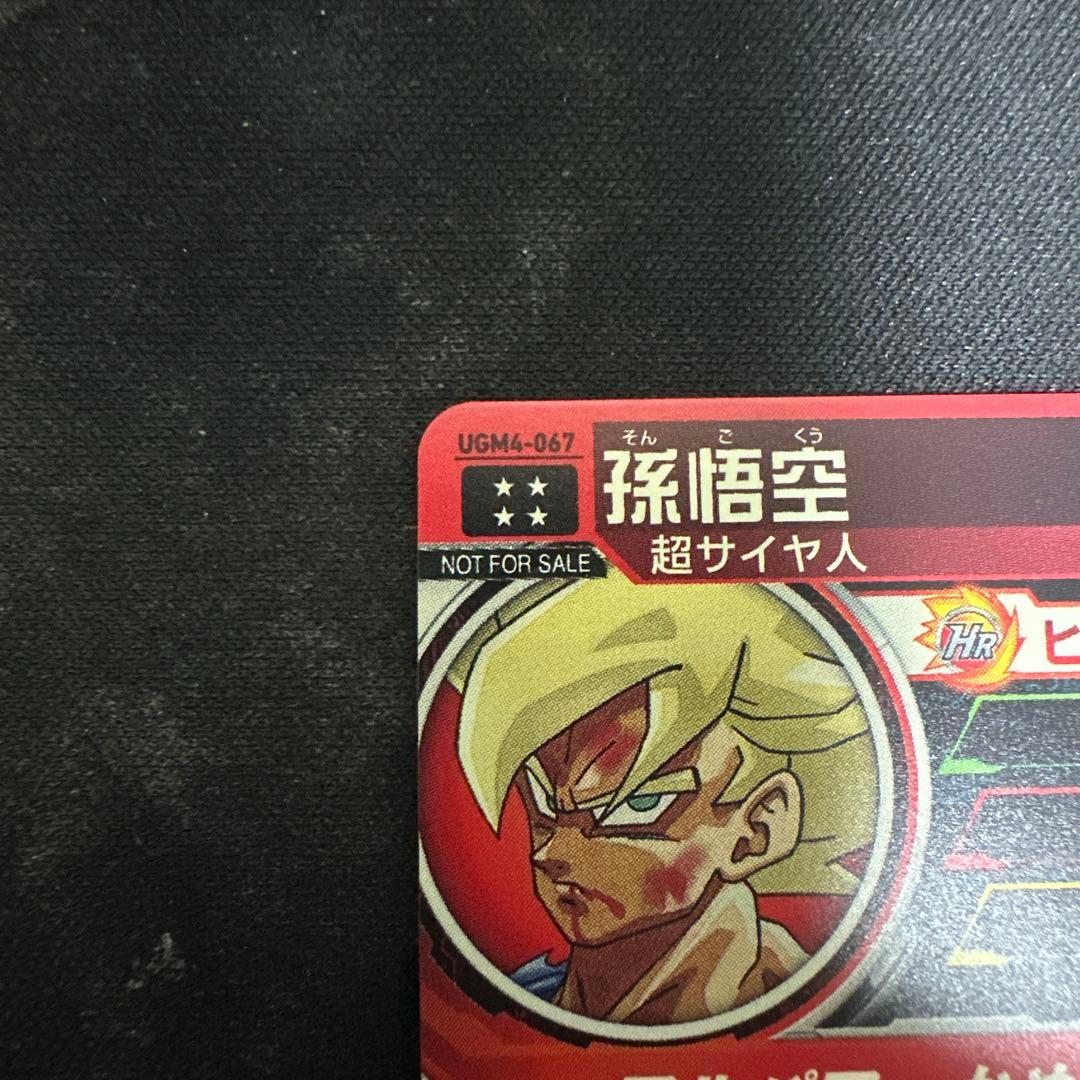 UGM4-067
そん ご くう
孫悟空
超サイヤ人
NOT FOR SALE
HR
ヒ